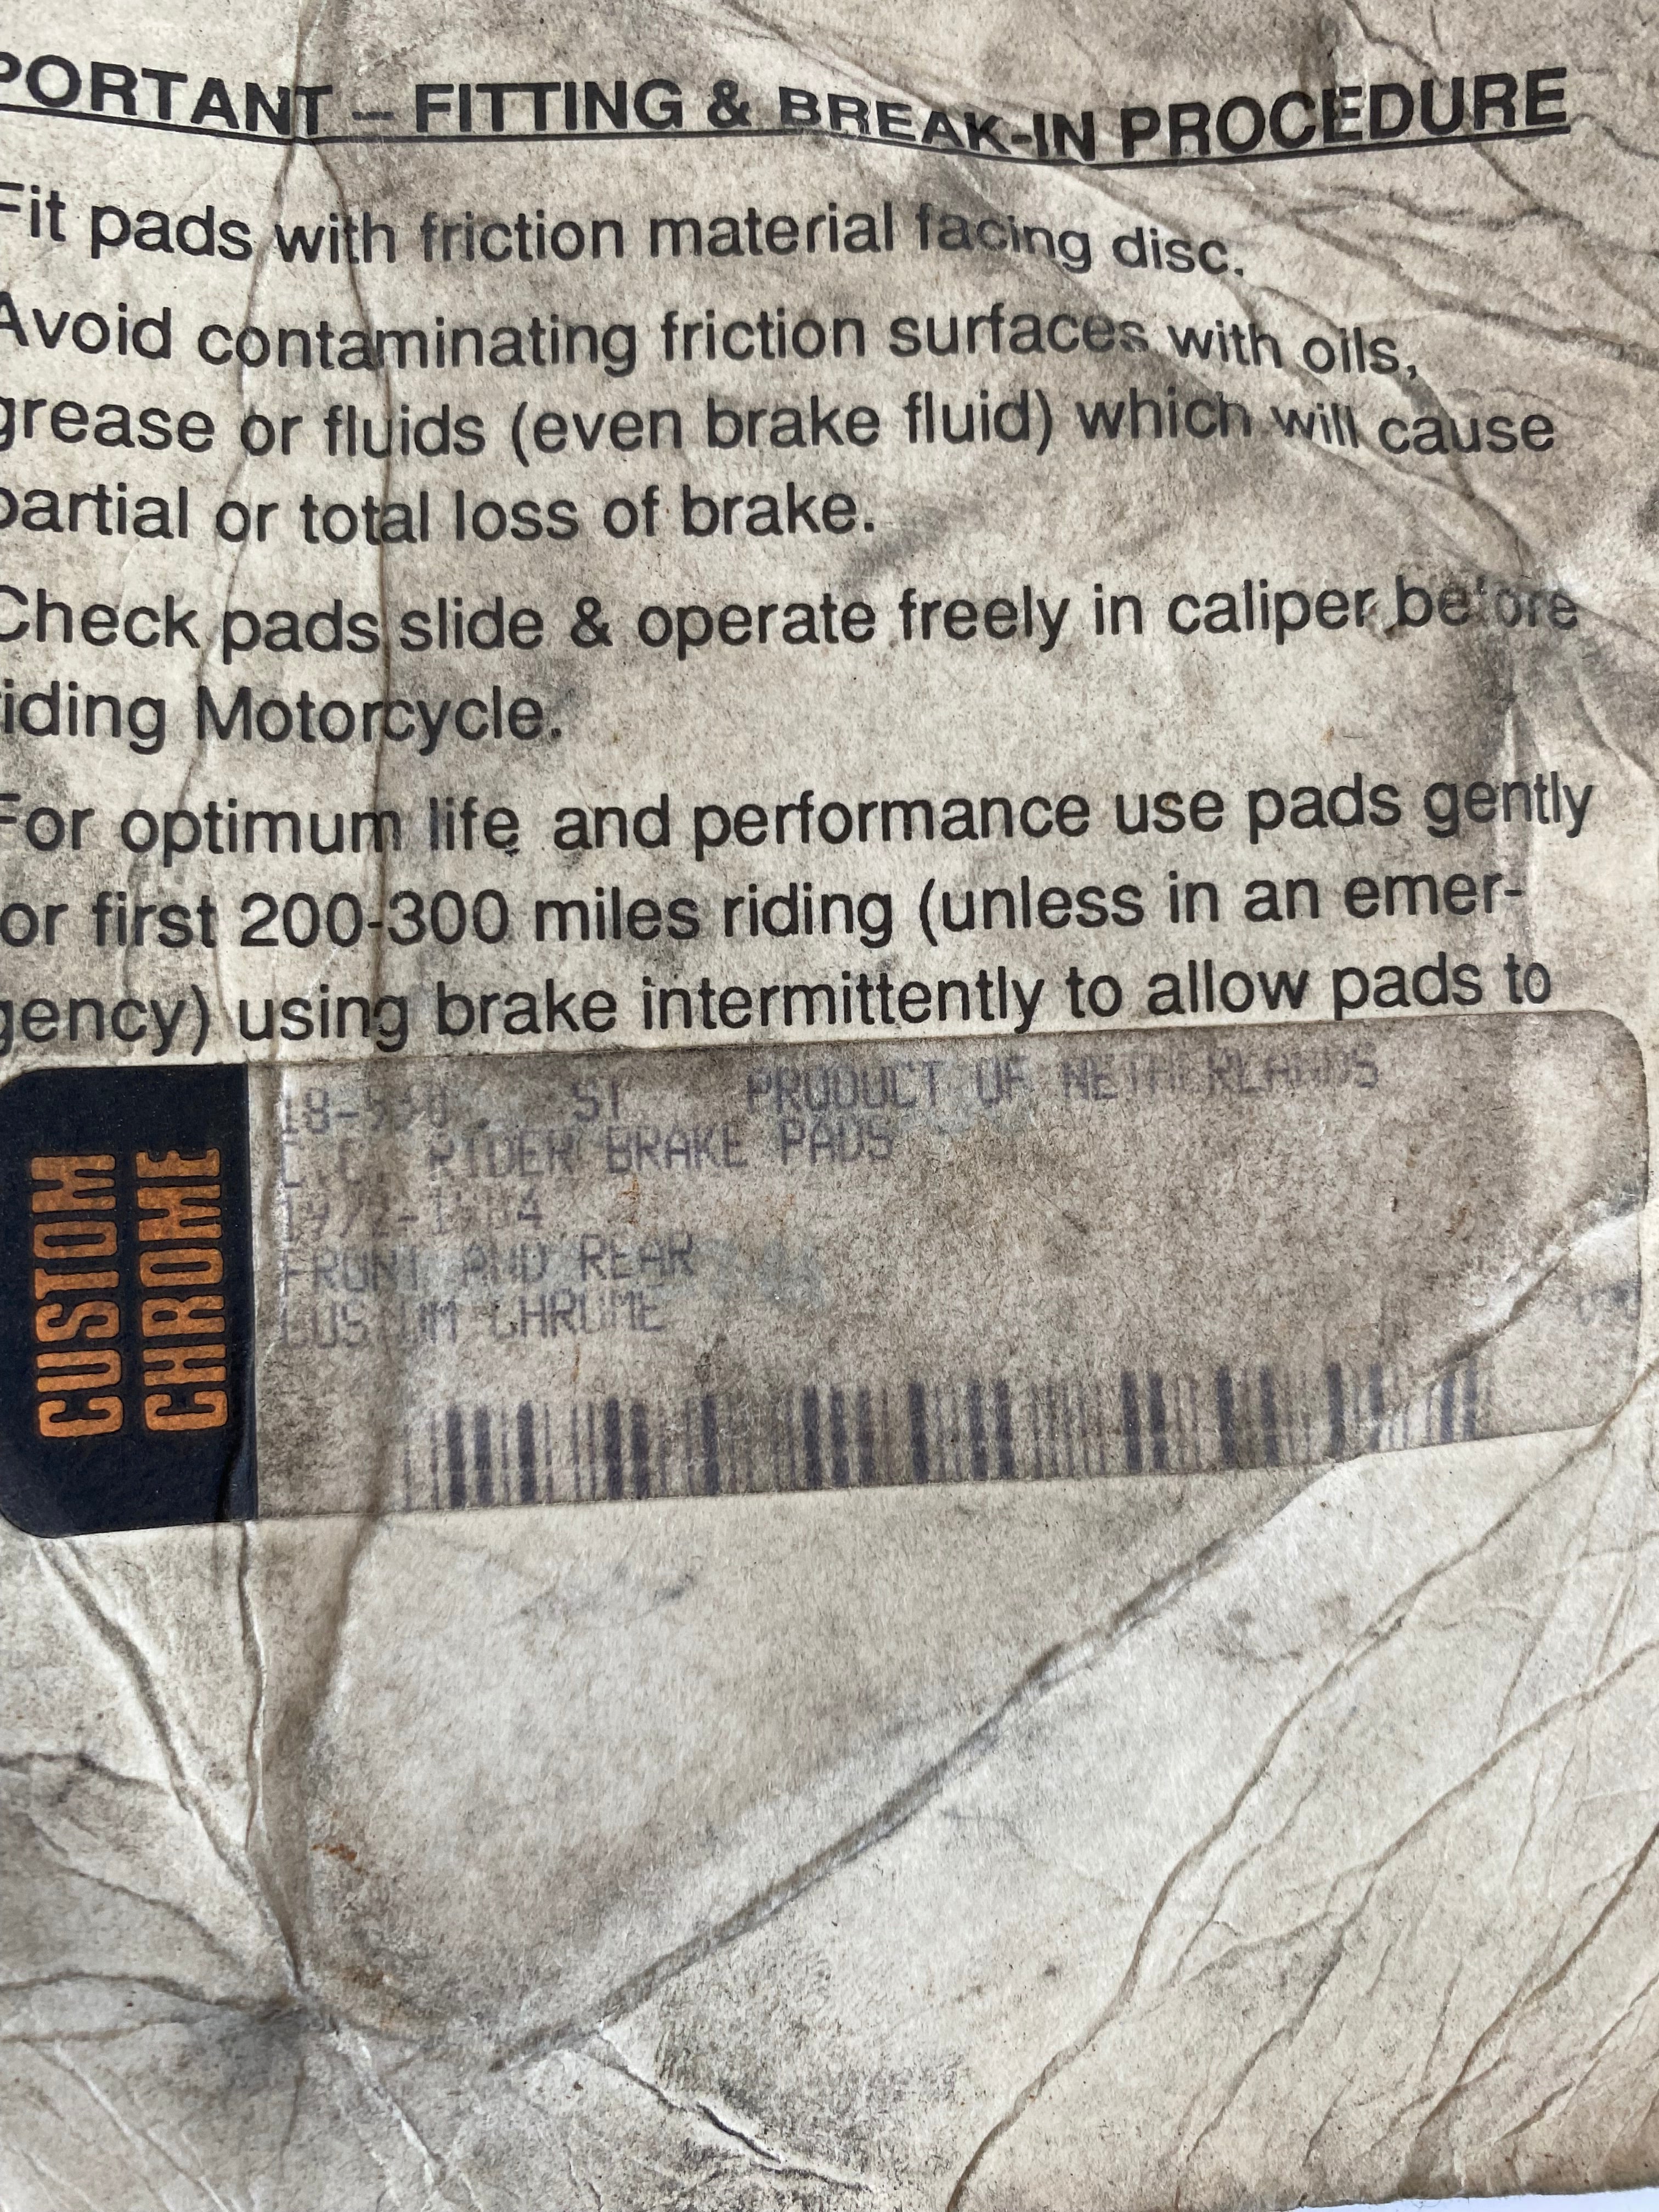 PORTANT – FITTING & BREAK-IN PROCEDURE
Fit pads with friction material facing disc.
Avoid contaminating friction surfaces with oils,
grease or fluids (even brake fluid) which will cause
partial or total loss of brake.
Check pads slide & operate freely in caliper before
riding Motorcycle.
For optimum life and performance use pads gently
for first 200-300 miles riding (unless in an emer-
gency) using brake intermittently to allow pads to
ST PRODUCT OF NETHERLANDS
C.C. RIDER BRAKE PADS
FRONT AND REAR
CUSTOM CHROME
CUSTOM
CHROME